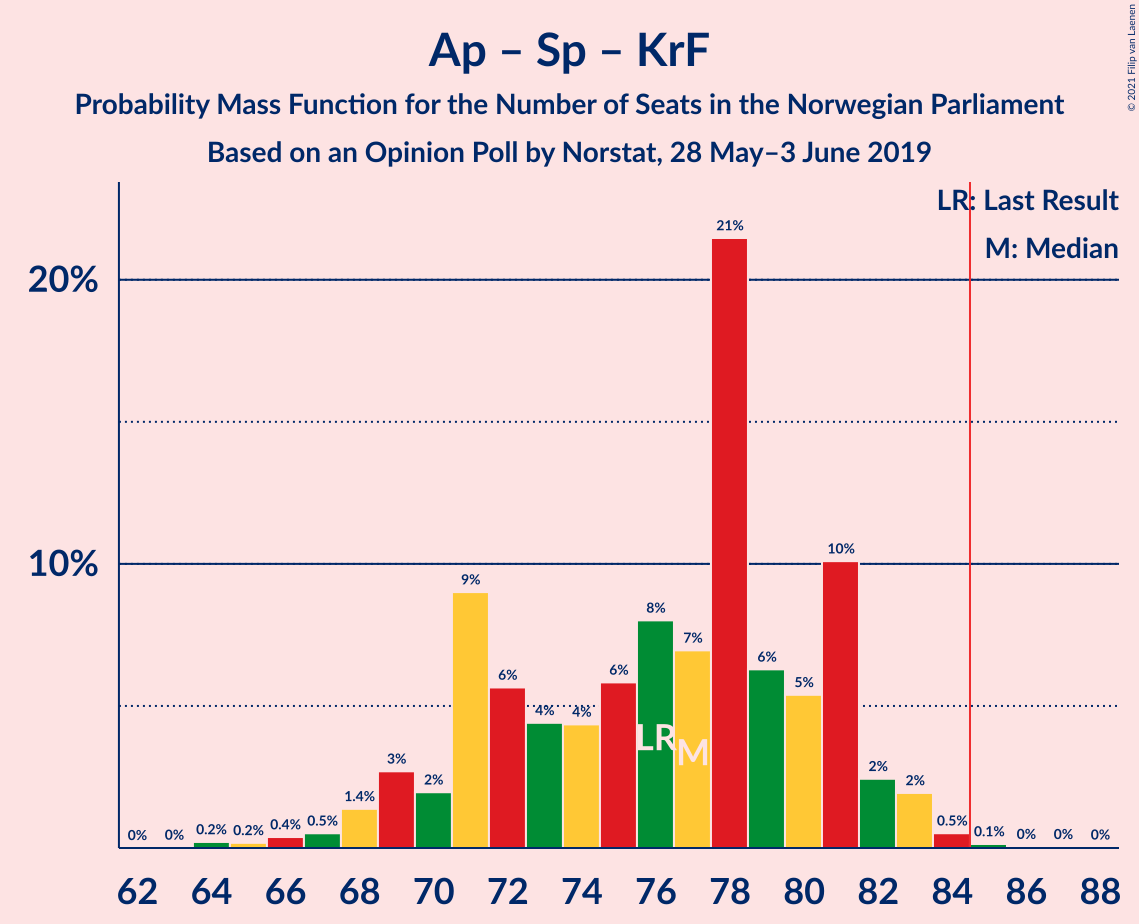 Ap – Sp – KrF
Probability Mass Function for the Number of Seats in the Norwegian Parliament
Based on an Opinion Poll by Norstat, 28 May–3 June 2019
© 2021 Filip van Laenen
LR: Last Result
M: Median
20%
10%
0% 0% 0.2% 0.2% 0.4% 0.5% 1.4% 3% 2% 9% 6% 4% 4% 6% 8% 7% 21% 6% 5% 10% 2% 2% 0.5% 0.1% 0% 0% 0%
LR M
62 64 66 68 70 72 74 76 78 80 82 84 86 88